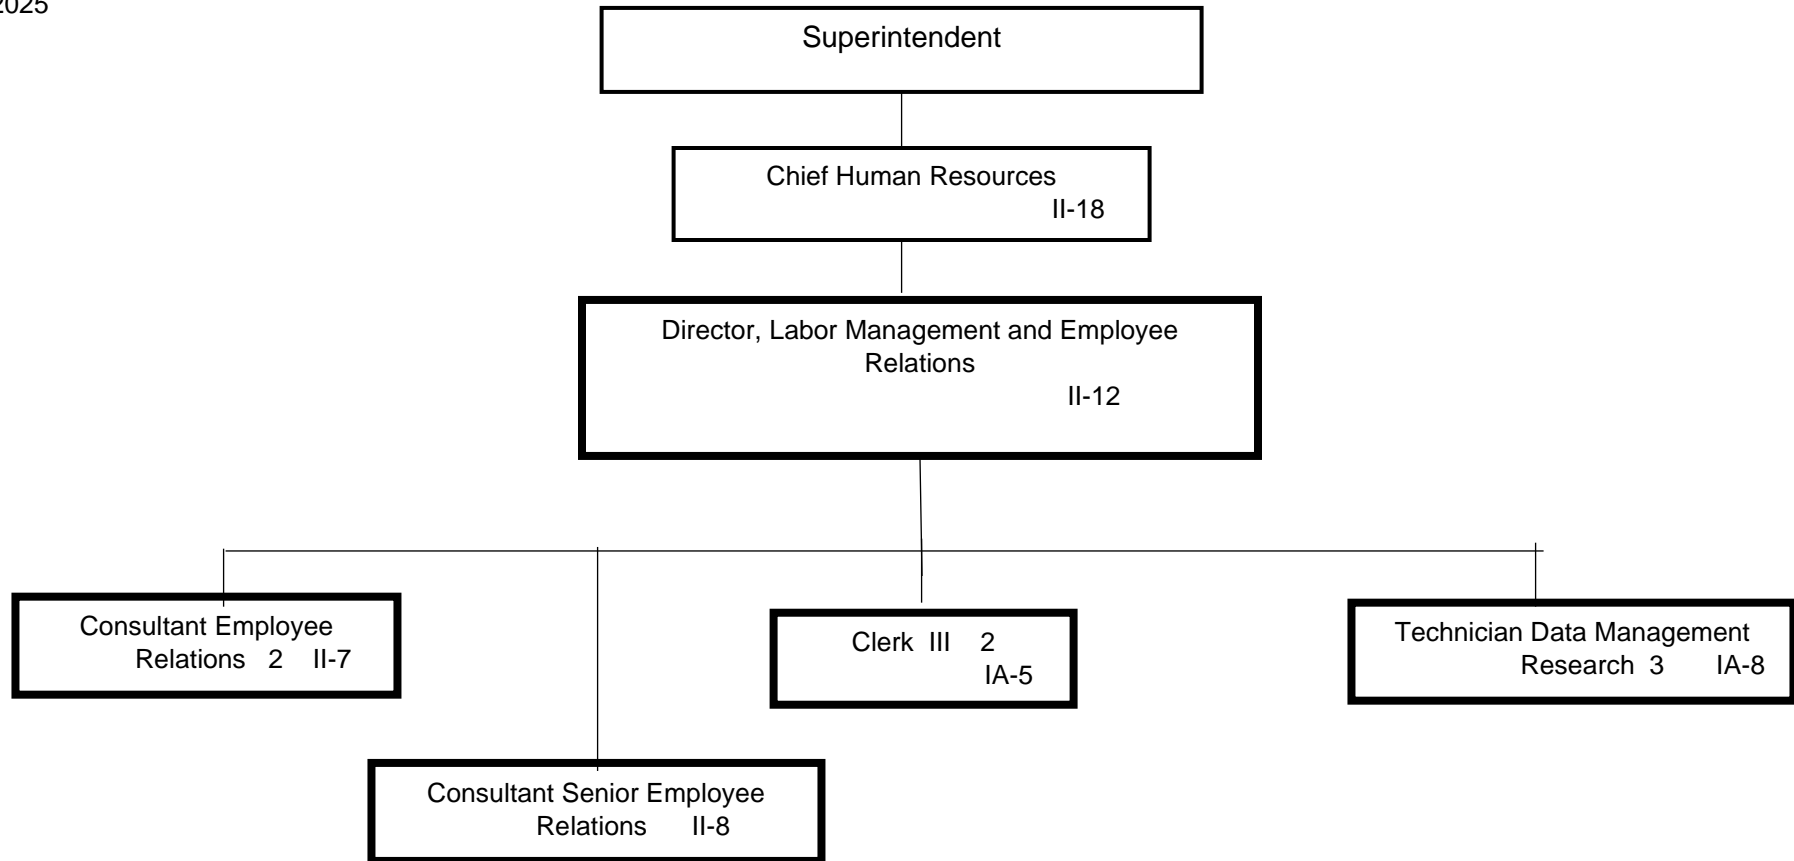 2025
Superintendent
Chief Human Resources
II-18
Director, Labor Management and Employee
Relations
II-12
Consultant Employee
Relations 2 II-7
Clerk III 2
IA-5
Technician Data Management
Research 3 IA-8
Consultant Senior Employee
Relations II-8